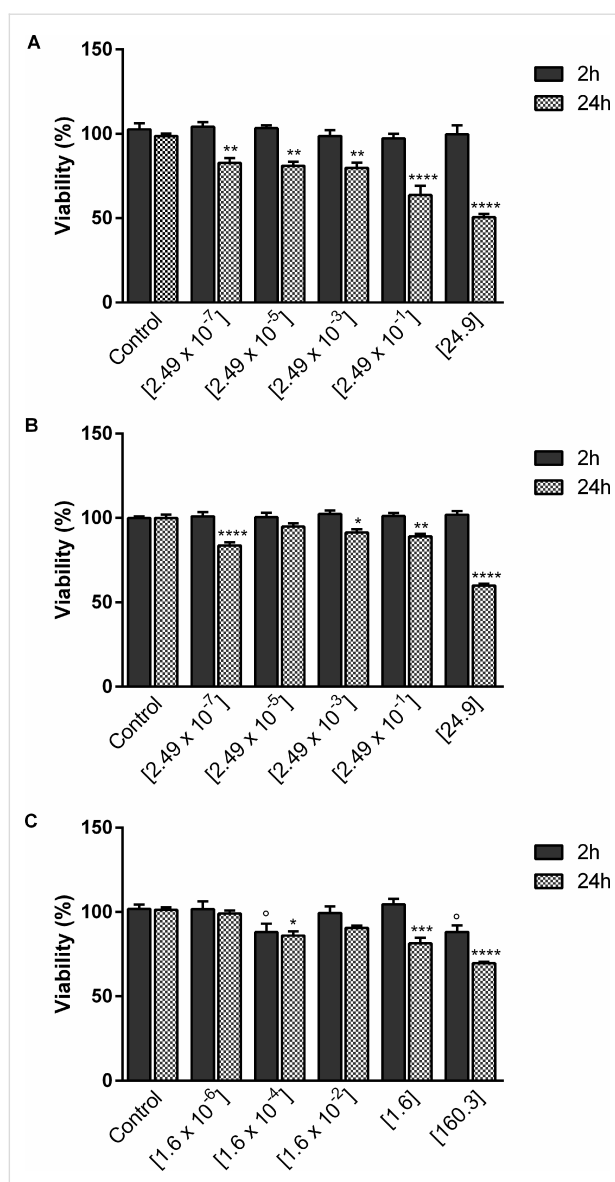 A
150
100
50
0
Viability (%)
2h
24h
**
**
**
****
****
Control
[2.49 x 10⁻⁷]
[2.49 x 10⁻⁵]
[2.49 x 10⁻³]
[2.49 x 10⁻¹]
[24.9]
B
150
100
50
0
Viability (%)
2h
24h
****
*
**
****
Control
[2.49 x 10⁻⁷]
[2.49 x 10⁻⁵]
[2.49 x 10⁻³]
[2.49 x 10⁻¹]
[24.9]
C
150
100
50
0
Viability (%)
2h
24h
°
*
***
°
****
Control
[1.6 x 10⁻⁶]
[1.6 x 10⁻⁴]
[1.6 x 10⁻²]
[1.6]
[160.3]